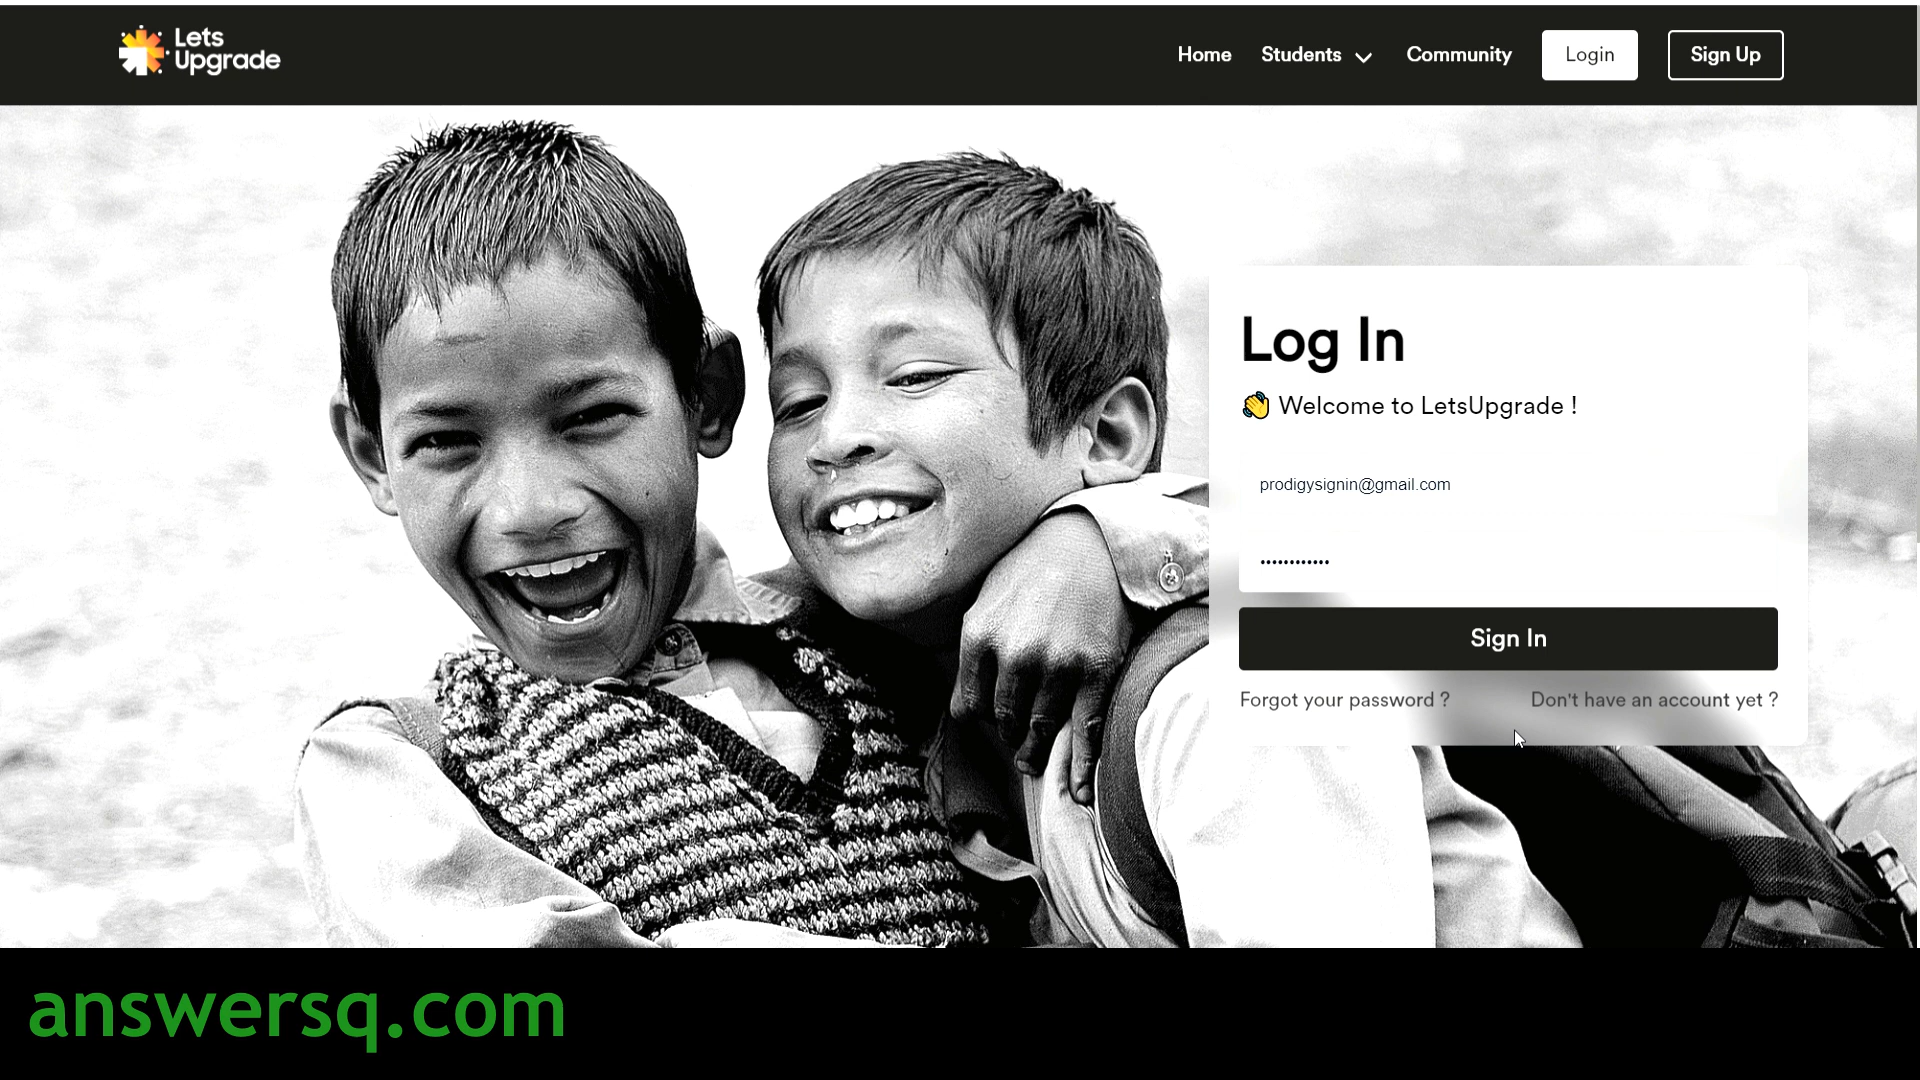 Lets
Upgrade
Home
Students
Community
Login
Sign Up
Log In
👋 Welcome to LetsUpgrade !
prodigysignin@gmail.com
••••••••••••
Sign In
Forgot your password ?
Don't have an account yet ?
answersq.com